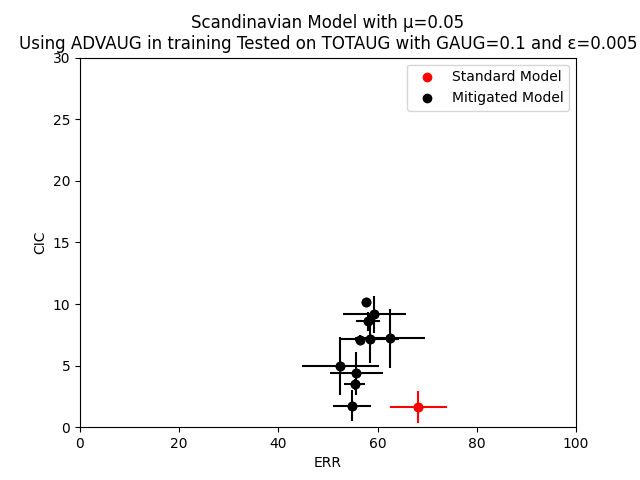 Scandinavian Model with μ=0.05
Using ADVAUG in training Tested on TOTAUG with GAUG=0.1 and ε=0.005
30
25
20
15
10
5
0
CIC
Standard Model
Mitigated Model
0 20 40 60 80 100
ERR